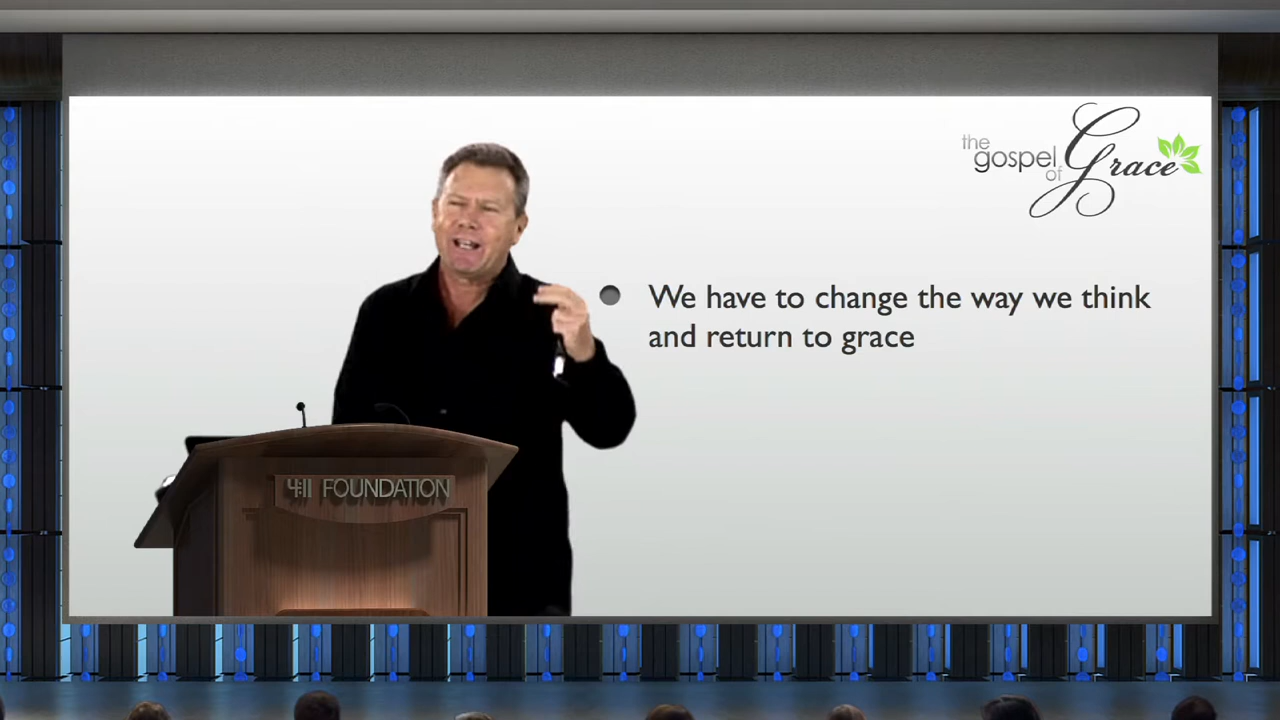 the
gospel
of
Grace
We have to change the way we think
and return to grace
4:11 FOUNDATION